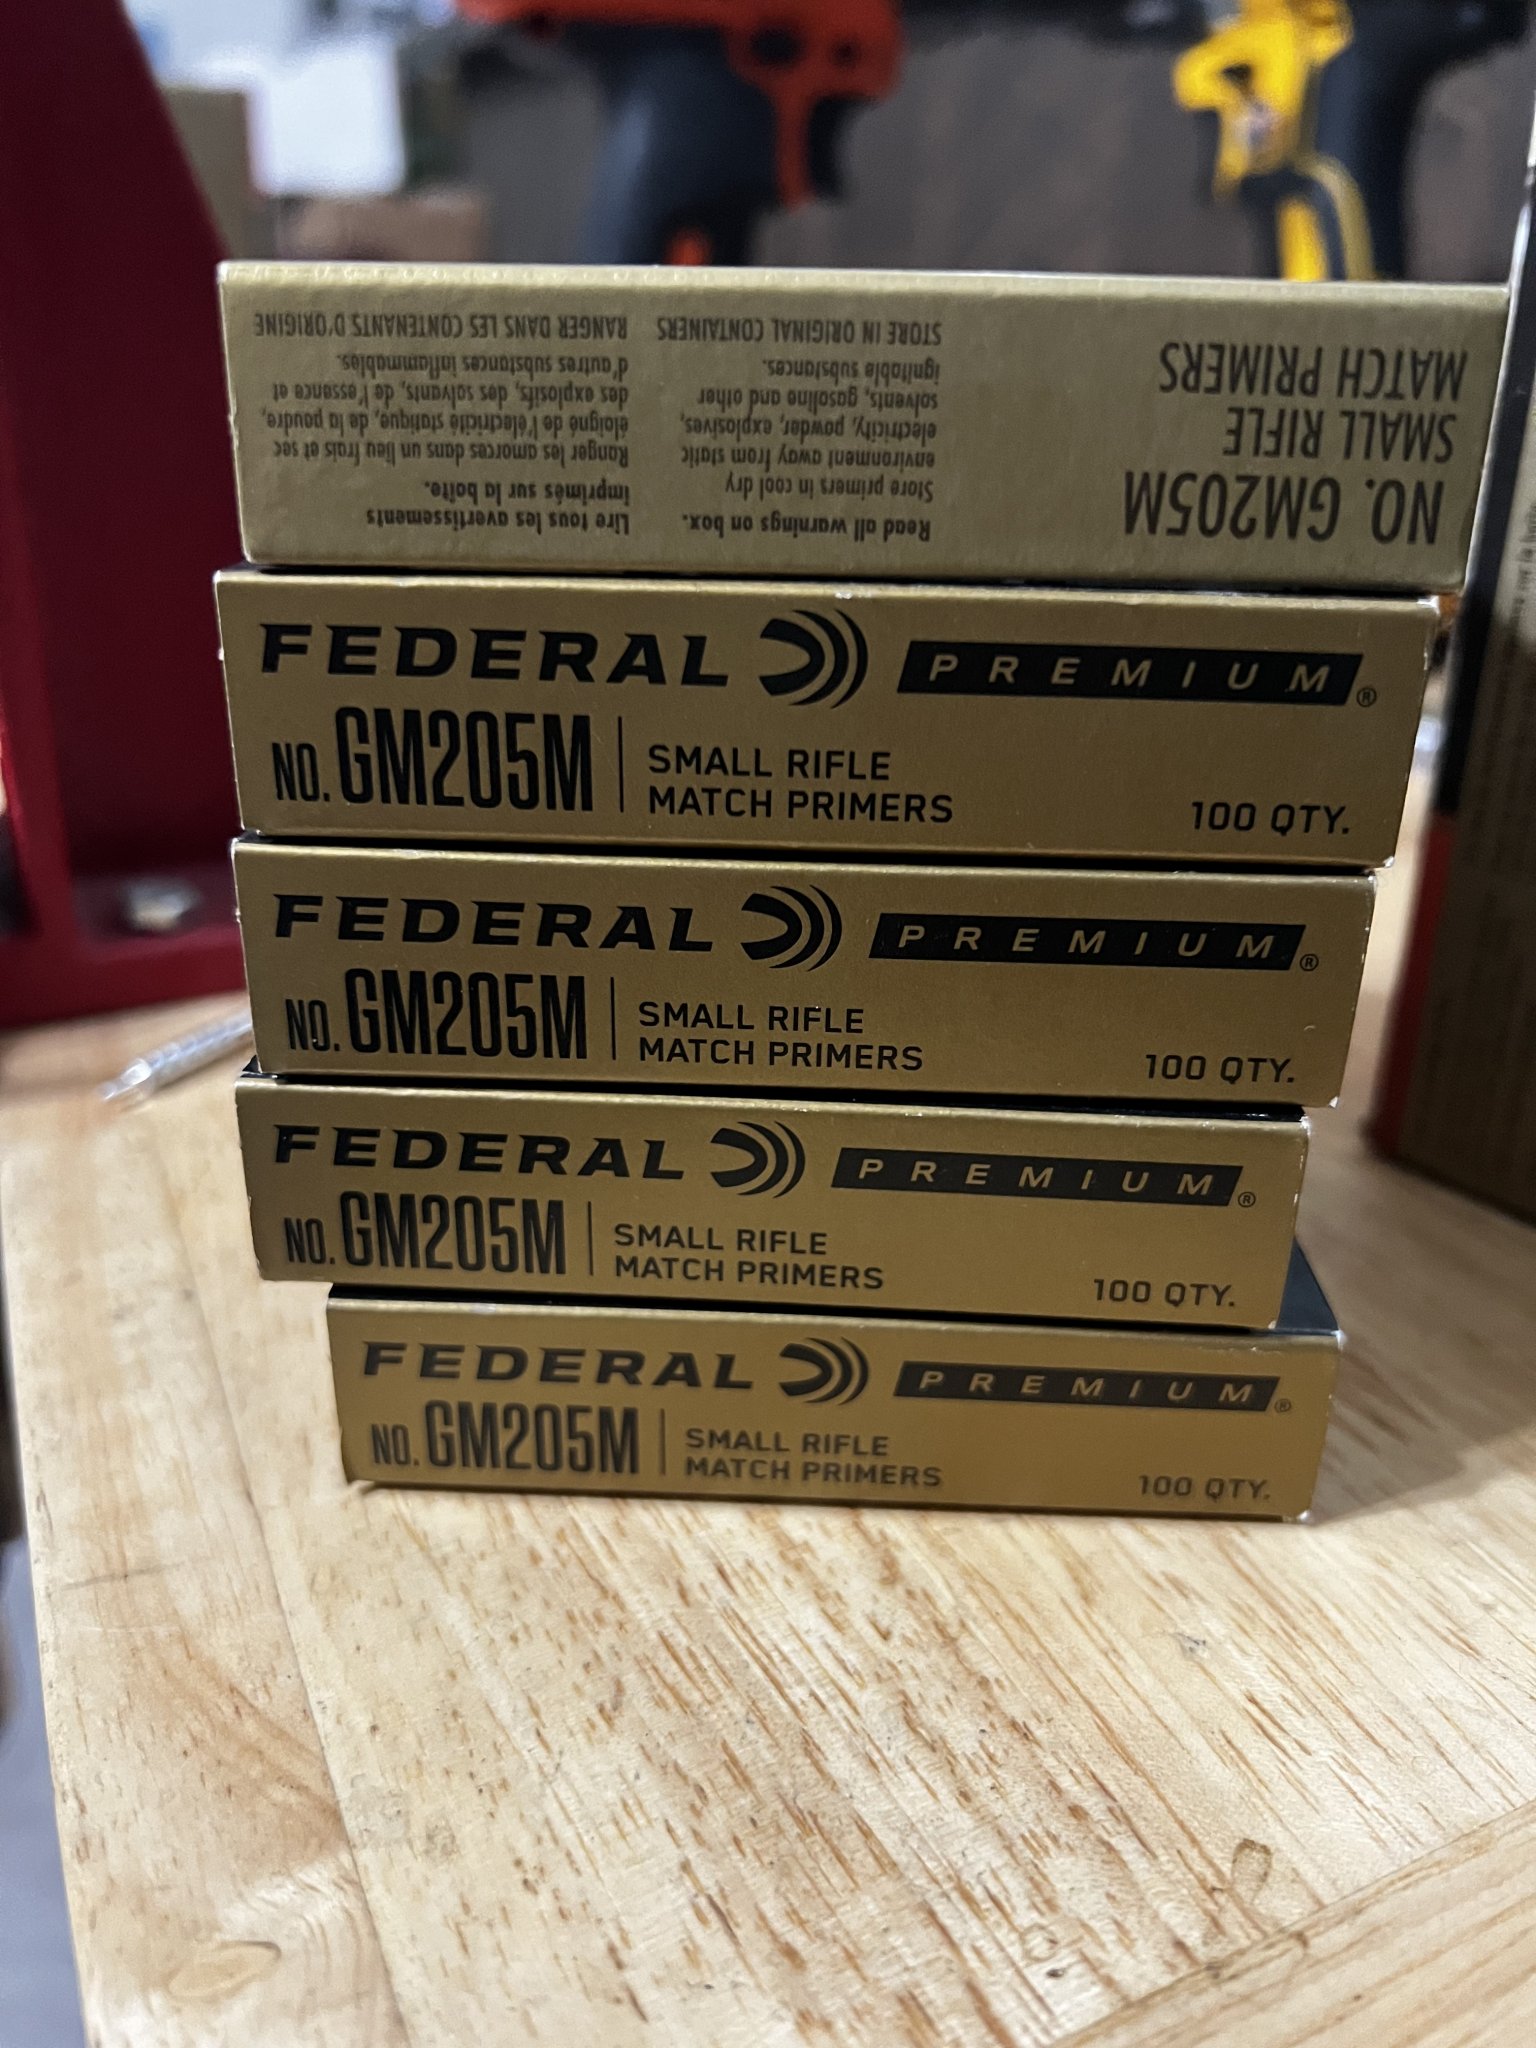 NO. GM205M
SMALL RIFLE
MATCH PRIMERS
Read all warnings on box.
Store primers in cool dry
environment away from static
electricity, powder, explosives,
solvents, gasoline and other
ignitable substances.
STORE IN ORIGINAL CONTAINERS
Lire tous les avertissements
imprimés sur la boîte.
Ranger les amorces dans un lieu frais et sec
éloigné de l'électricité statique, de la poudre,
des explosifs, des solvants, de l'essence et
d'autres substances inflammables.
RANGER DANS LES CONTENANTS D'ORIGINE
FEDERAL PREMIUM®
NO. GM205M | SMALL RIFLE
MATCH PRIMERS
100 QTY.
FEDERAL PREMIUM®
NO. GM205M | SMALL RIFLE
MATCH PRIMERS
100 QTY.
FEDERAL PREMIUM®
NO. GM205M | SMALL RIFLE
MATCH PRIMERS
100 QTY.
FEDERAL PREMIUM®
NO. GM205M | SMALL RIFLE
MATCH PRIMERS
100 QTY.